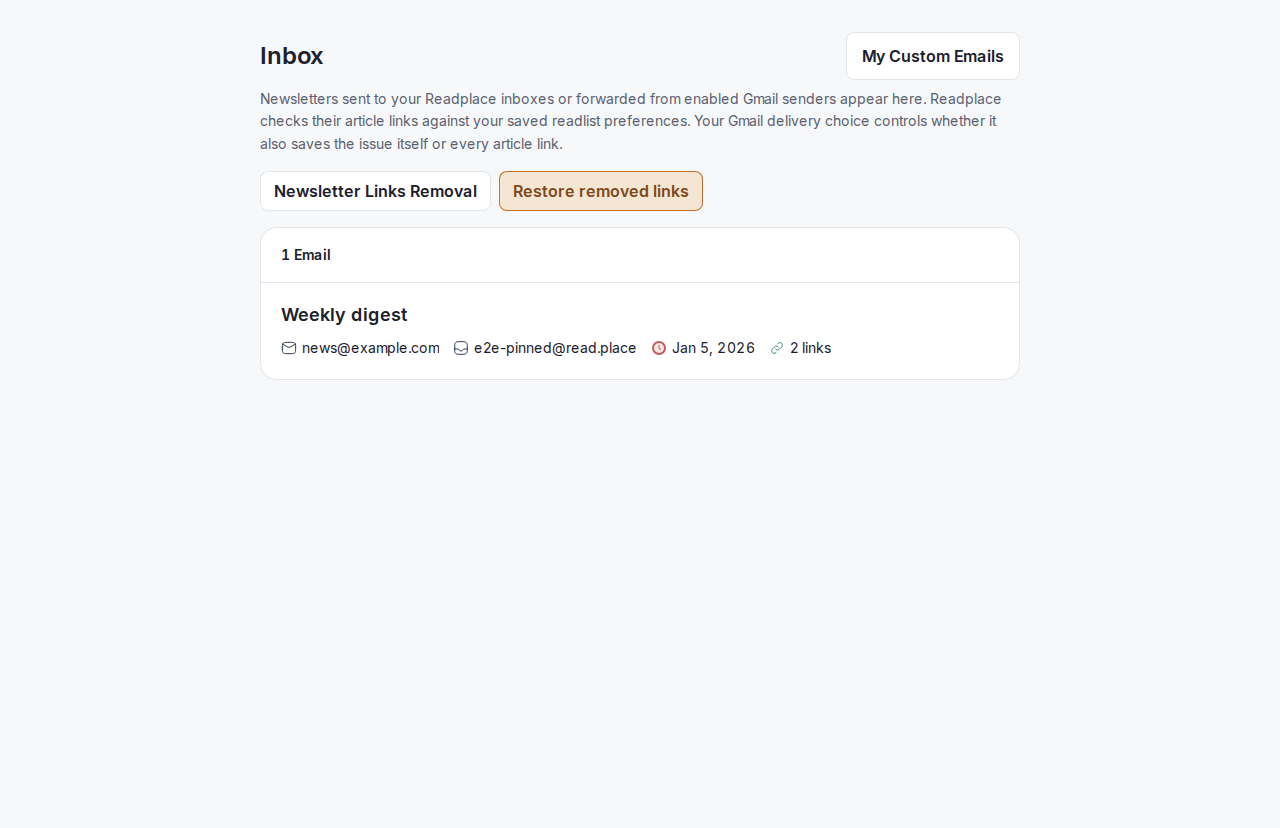 Inbox
My Custom Emails
Newsletters sent to your Readplace inboxes or forwarded from enabled Gmail senders appear here. Readplace
checks their article links against your saved readlist preferences. Your Gmail delivery choice controls whether it
also saves the issue itself or every article link.
Newsletter Links Removal
Restore removed links
1 Email
Weekly digest
news@example.com e2e-pinned@read.place Jan 5, 2026 2 links